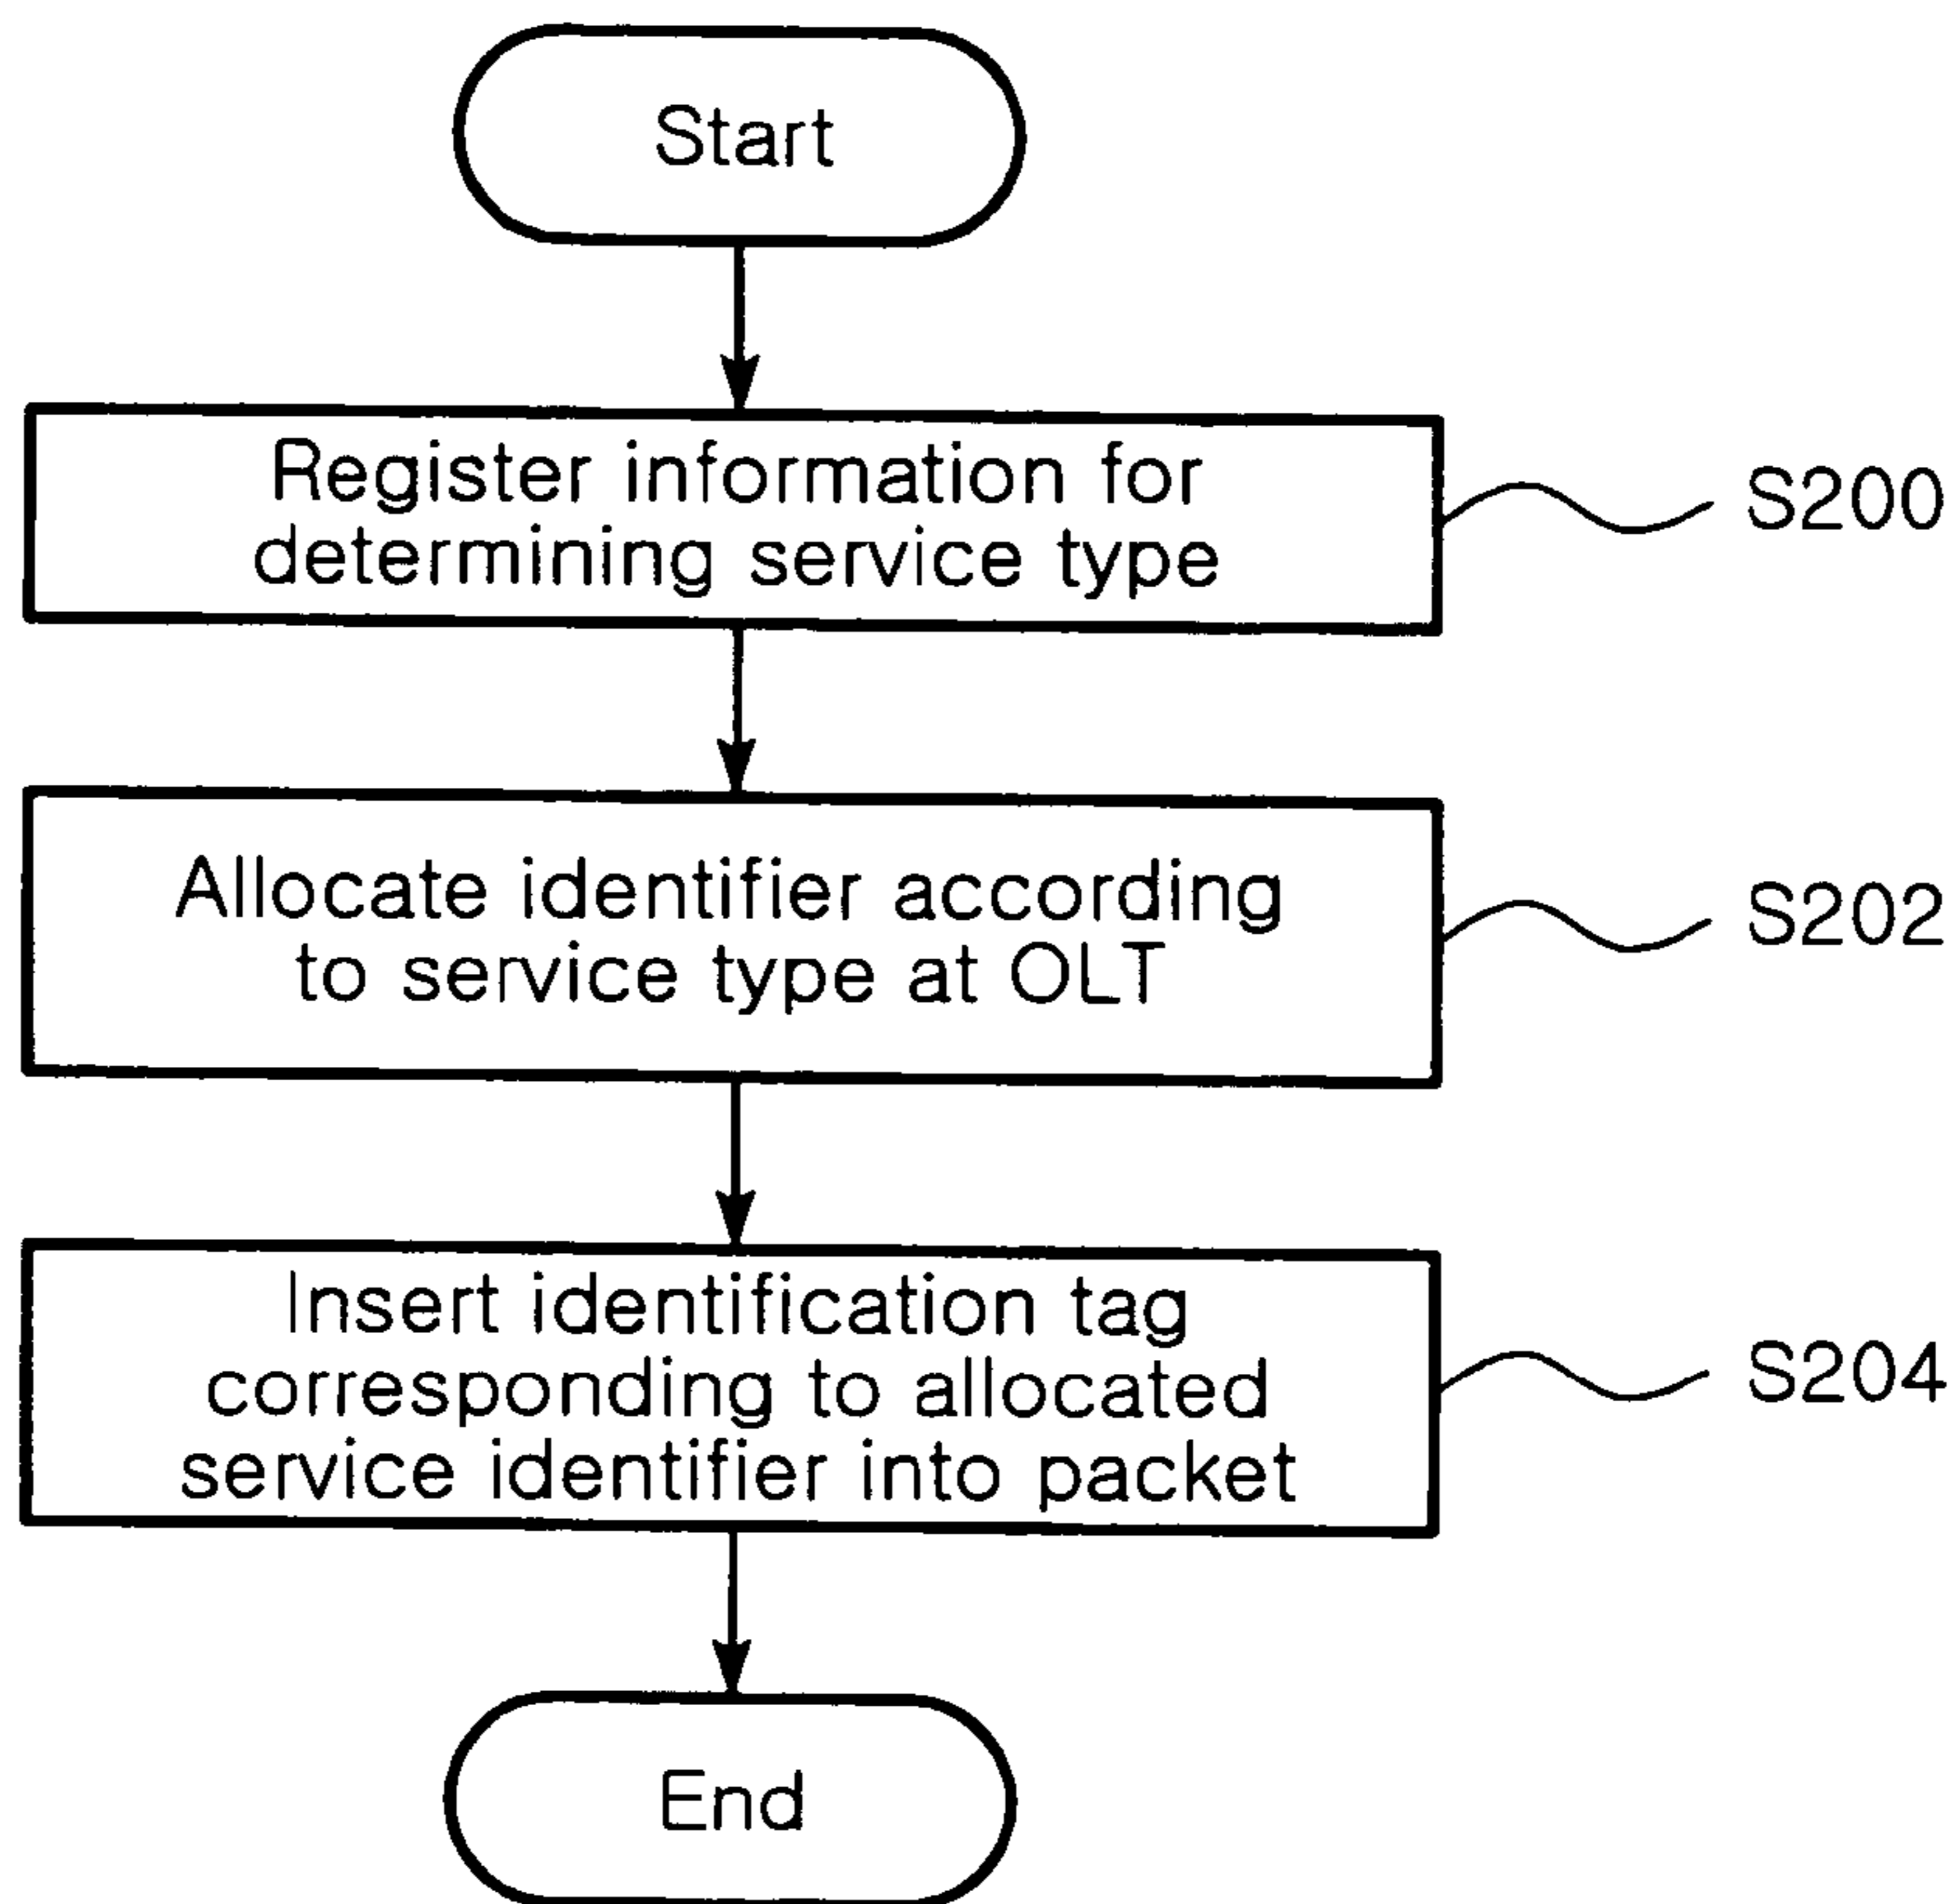 Start
Register information for
determining service type
S200
Allocate identifier according
to service type at OLT
S202
Insert identification tag
corresponding to allocated
service identifier into packet
S204
End